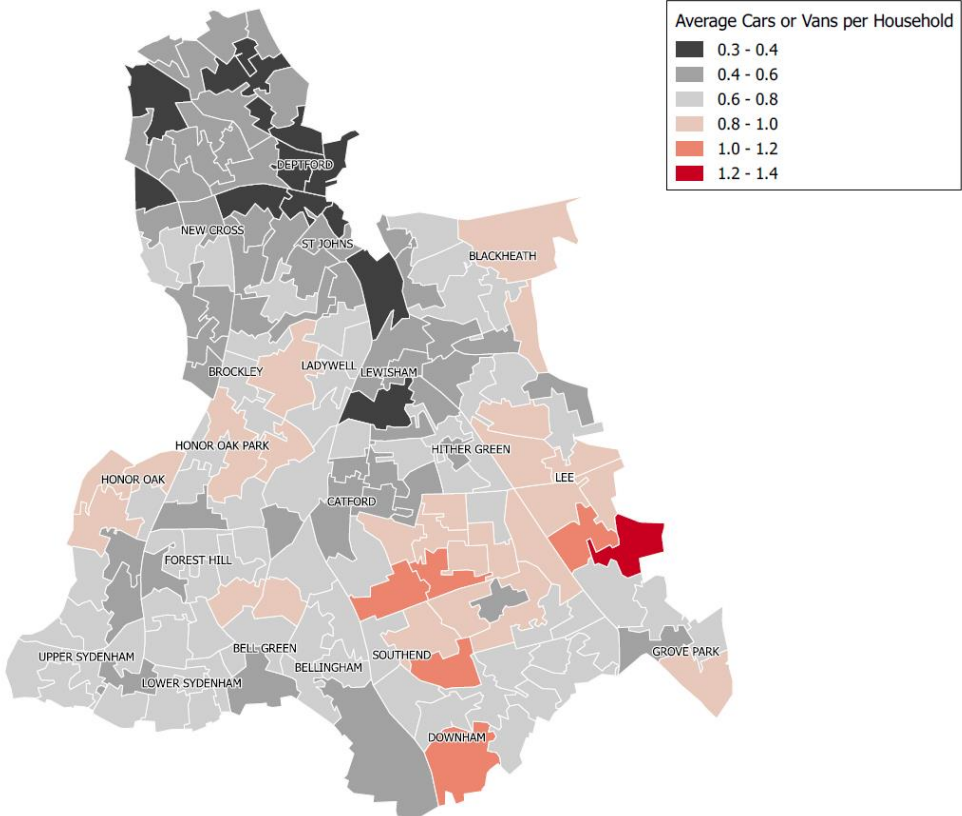 Average Cars or Vans per Household
0.3 - 0.4
0.4 - 0.6
0.6 - 0.8
0.8 - 1.0
1.0 - 1.2
1.2 - 1.4
DEPTFORD
NEW CROSS
ST JOHNS
BLACKHEATH
BROCKLEY
LADYWELL
LEWISHAM
HONOR OAK PARK
HITHER GREEN
HONOR OAK
LEE
CATFORD
FOREST HILL
UPPER SYDENHAM
BELL GREEN
SOUTHEND
GROVE PARK
BELLINGHAM
LOWER SYDENHAM
DOWNHAM